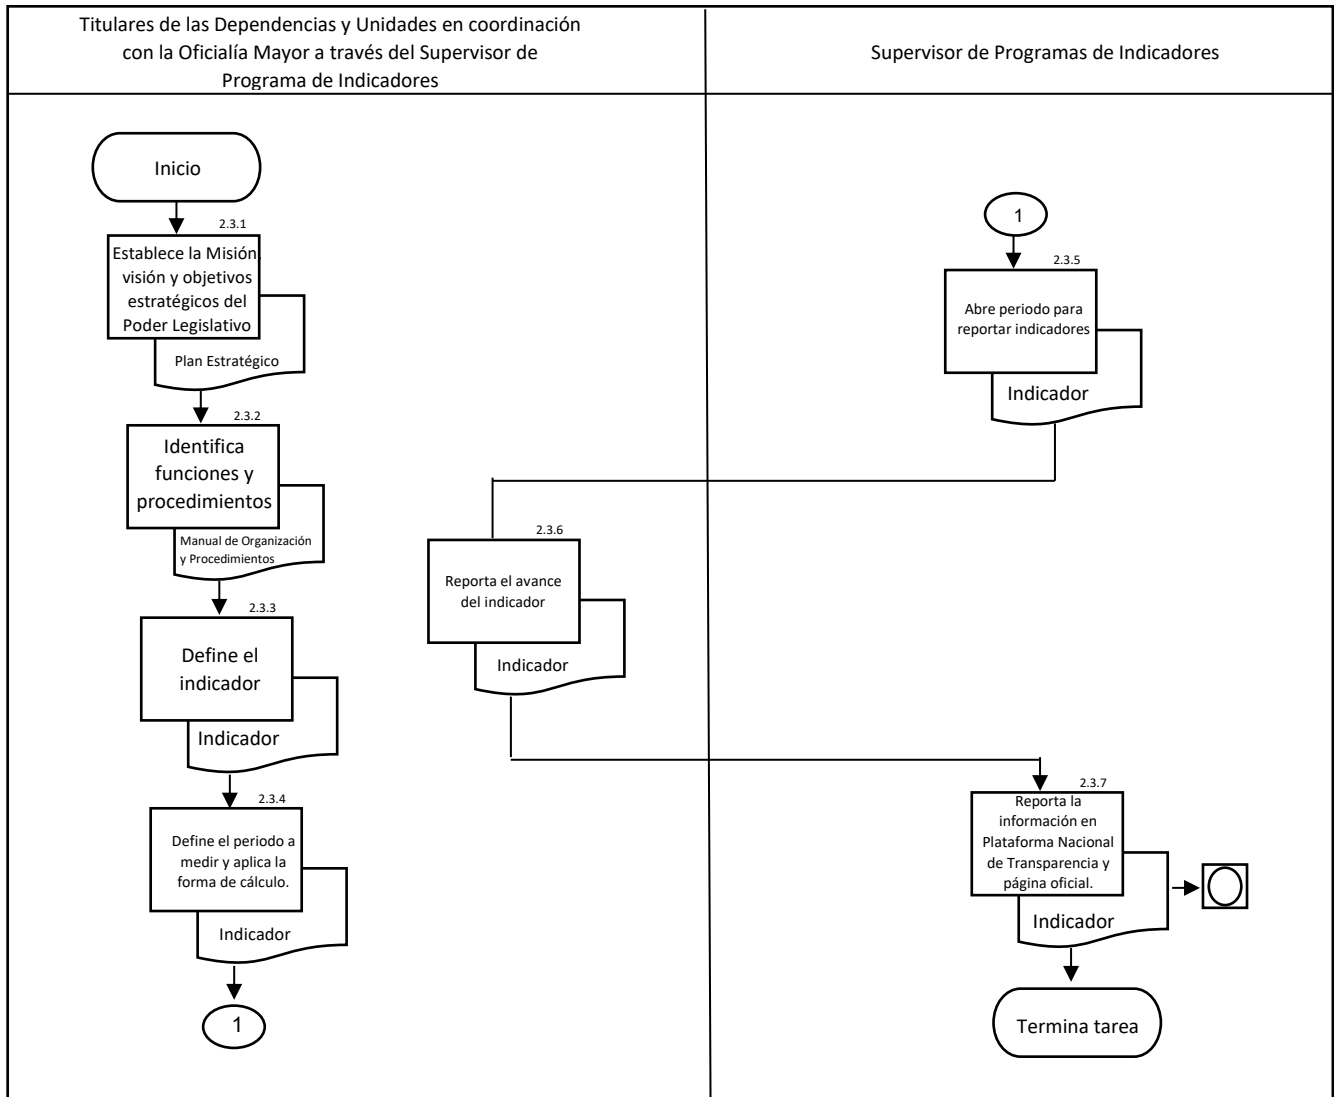 Titulares de las Dependencias y Unidades en coordinación
con la Oficialía Mayor a través del Supervisor de
Programa de Indicadores
Supervisor de Programas de Indicadores
Inicio
2.3.1
Establece la Misión,
visión y objetivos
estratégicos del
Poder Legislativo
Plan Estratégico
2.3.2
Identifica
funciones y
procedimientos
Manual de Organización
y Procedimientos
2.3.3
Define el
indicador
Indicador
2.3.4
Define el periodo a
medir y aplica la
forma de cálculo.
Indicador
1
1
2.3.5
Abre periodo para
reportar indicadores
Indicador
2.3.6
Reporta el avance
del indicador
Indicador
2.3.7
Reporta la
información en
Plataforma Nacional
de Transparencia y
página oficial.
Indicador
Termina tarea